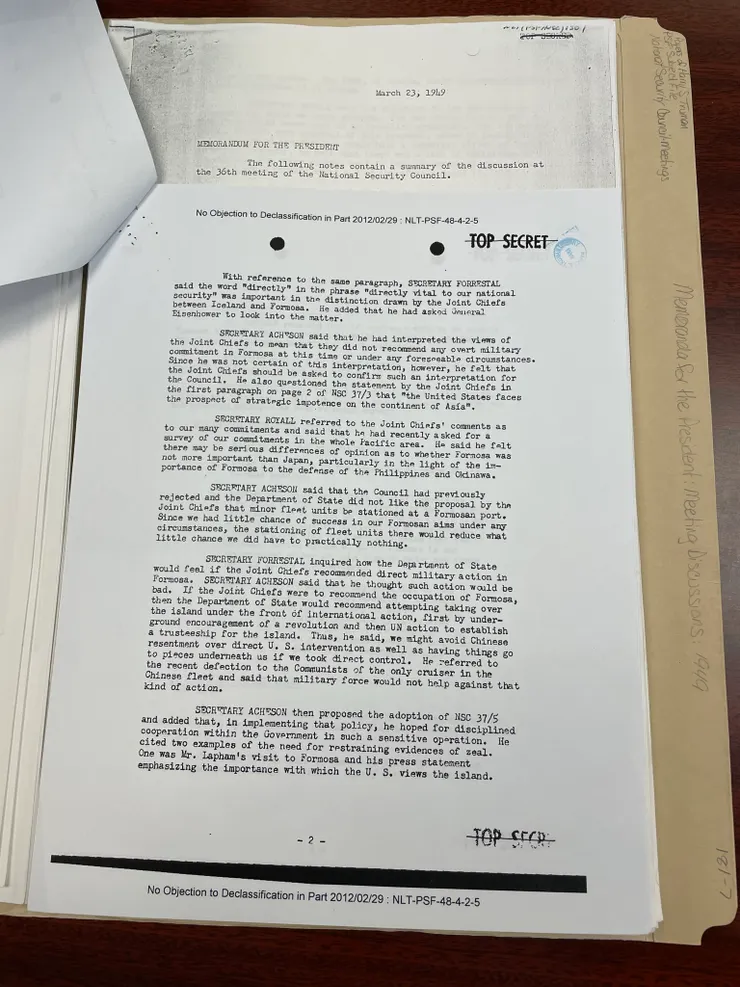 TOP SECRET
March 23, 1949
MEMORANDUM FOR THE PRESIDENT
The following notes contain a summary of the discussion at
the 36th meeting of the National Security Council.
No Objection to Declassification in Part 2012/02/29 : NLT-PSF-48-4-2-5
TOP SECRET
With reference to the same paragraph, SECRETARY FORRESTAL
said the word "directly" in the phrase "directly vital to our national
security" was important in the distinction drawn by the Joint Chiefs
between Iceland and Formosa. He added that he had asked General
Eisenhower to look into the matter.
SECRETARY ACHESON said that he had interpreted the views of
the Joint Chiefs to mean that they did not recommend any overt military
commitment in Formosa at this time or under any foreseeable circumstances.
Since he was not certain of this interpretation, however, he felt that
the Joint Chiefs should be asked to confirm such an interpretation for
the Council. He also questioned the statement by the Joint Chiefs in
the first paragraph on page 2 of NSC 37/3 that "the United States faces
the prospect of strategic impotence on the continent of Asia".
SECRETARY ROYALL referred to the Joint Chiefs' comments as
to our many commitments and said that he had recently asked for a
survey of our commitments in the whole Pacific area. He said he felt
there may be serious differences of opinion as to whether Formosa was
not more important than Japan, particularly in the light of the im-
portance of Formosa to the defense of the Philippines and Okinawa.
SECRETARY ACHESON said that the Council had previously
rejected and the Department of State did not like the proposal by the
Joint Chiefs that minor fleet units be stationed at a Formosan port.
Since we had little chance of success in our Formosan aims under any
circumstances, the stationing of fleet units there would reduce what
little chance we did have to practically nothing.
SECRETARY FORRESTAL inquired how the Department of State
would feel if the Joint Chiefs recommended direct military action in
Formosa. SECRETARY ACHESON said that he thought such action would be
bad. If the Joint Chiefs were to recommend the occupation of Formosa,
then the Department of State would recommend attempting taking over
the island under the front of international action, first by under-
ground encouragement of a revolution and then UN action to establish
a trusteeship for the island. Thus, he said, we might avoid Chinese
resentment over direct U. S. intervention as well as having things go
to pieces underneath us if we took direct control. He referred to
the recent defection to the Communists of the only cruiser in the
Chinese fleet and said that military force would not help against that
kind of action.
SECRETARY ACHESON then proposed the adoption of NSC 37/5
and added that, in implementing that policy, he hoped for disciplined
cooperation within the Government in such a sensitive operation. He
cited two examples of the need for restraining evidences of zeal.
One was Mr. Lapham's visit to Formosa and his press statement
emphasizing the importance with which the U. S. views the island.
- 2 -
TOP SECR
No Objection to Declassification in Part 2012/02/29 : NLT-PSF-48-4-2-5
Papers of Harry S. Truman
PSF: Subject File
National Security Council-Meetings
Memoranda for the President: Meeting Discussions: 1949
181-7